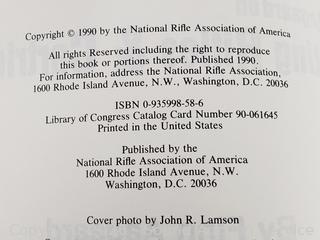 Copyright © 1990 by the National Rifle Association of America
All rights Reserved including the right to reproduce
this book or portions thereof. Published 1990.
For information, address the National Rifle Association,
1600 Rhode Island Avenue, N.W., Washington, D.C. 20036
ISBN 0-935998-58-6
Library of Congress Catalog Card Number 90-061645
Printed in the United States
Published by the
National Rifle Association of America
1600 Rhode Island Avenue, N.W.
Washington, D.C. 20036
Cover photo by John R. Lamson